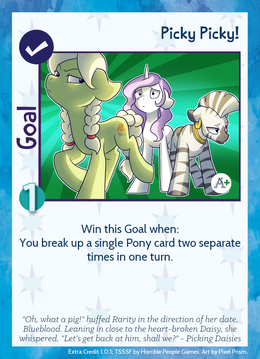 Picky Picky!
Goal
1
A+
Win this Goal when:
You break up a single Pony card two separate
times in one turn.
"Oh, what a pig!" huffed Rarity in the direction of her date,
Blueblood. Leaning in close to the heart-broken Daisy, she
whispered, "Let's get back at him, shall we?" - Picking Daisies
Extra Credit 1.0.1; TSSSF by Horrible People Games. Art by Pixel Prism.